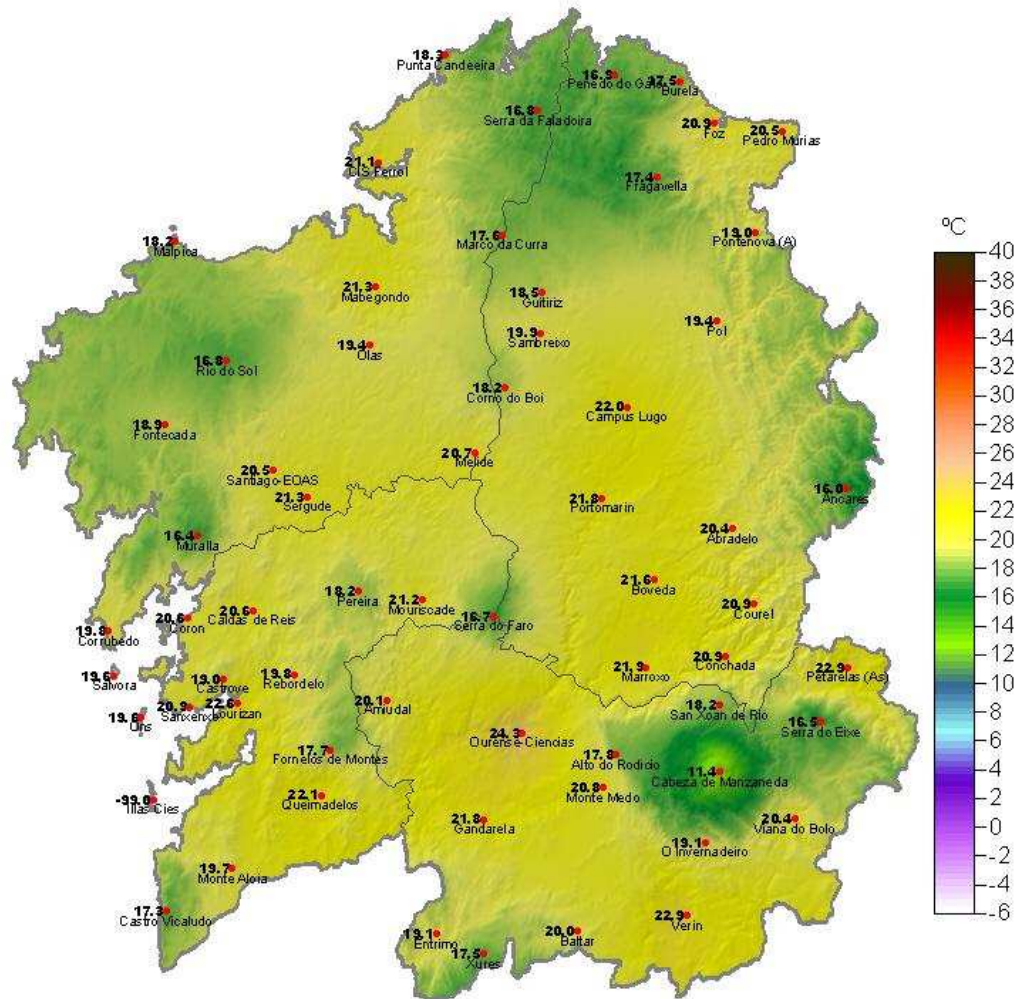 18.3
Punta Candeeira
16.9
Penedo do Galo
17.5
Burela
16.8
Serra da Faladoira
20.9
Foz
20.5
Pedro Murias
21.1
CIS Ferrol
17.4
Fragavella
18.2
Malpica
17.6
Marco da Curra
19.0
Pontenova (A)
ºC
40
38
36
34
32
30
28
26
24
22
20
18
16
14
12
10
8
6
4
2
0
-2
-4
-6
21.3
Mabegondo
18.5
Guitiriz
19.4
Olas
19.9
Sambreixo
19.4
Pol
16.8
Rio do Sol
18.2
Corno do Boi
22.0
Campus Lugo
18.9
Fontecada
20.7
Melide
20.5
Santiago-EOAS
21.3
Sergude
21.8
Portomarin
16.0
Ancares
16.4
Muralla
20.4
Abradelo
18.2
Pereira
21.2
Mouriscade
21.6
Boveda
20.9
Courel
20.6
Coron
20.6
Caldas de Reis
16.7
Serra do Faro
19.8
Corrubedo
19.6
Salvora
19.0
Castrove
19.8
Rebordelo
21.9
Marroxo
20.9
Conchada
22.9
Petarelas (As)
20.9
Sanxenxo
22.6
Lourizan
20.1
Amiudal
18.2
San Xoan de Rio
19.6
Ons
24.3
Ourense-Ciencias
16.5
Serra do Eixe
17.7
Fornelos de Montes
17.8
Alto do Rodicio
11.4
Cabeza de Manzaneda
-99.0
Illas Cies
22.1
Queimadelos
20.8
Monte Medo
21.8
Gandarela
20.4
Viana do Bolo
19.1
O Invernadeiro
19.7
Monte Aloia
17.3
Castro Vicaludo
22.9
Verin
19.1
Entrimo
20.0
Baltar
17.5
Xures